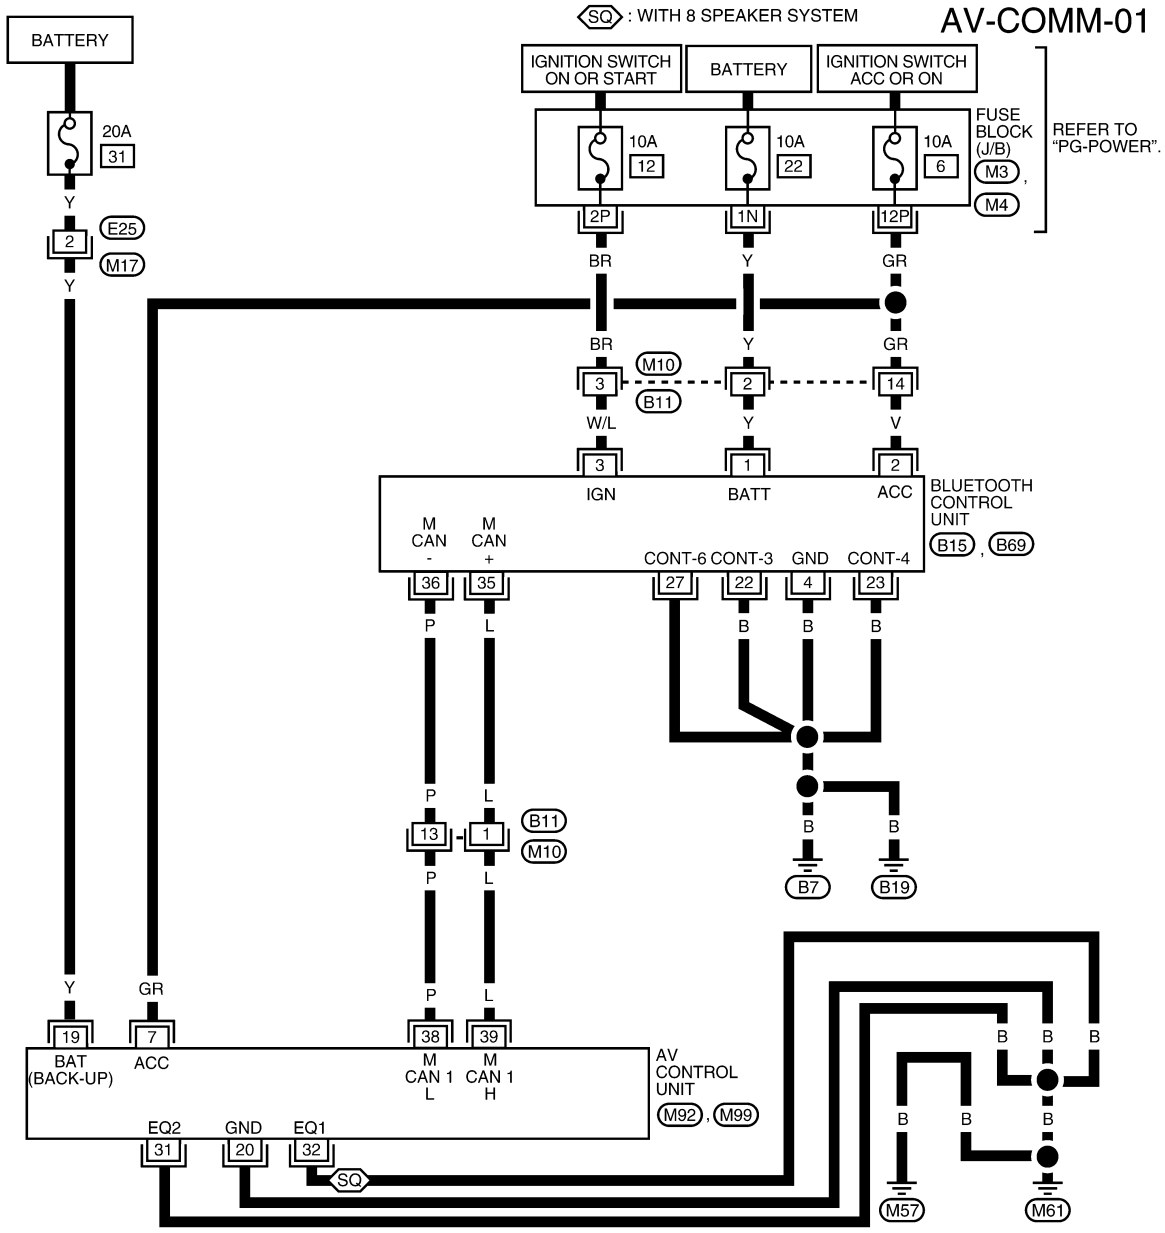 SQ : WITH 8 SPEAKER SYSTEM
AV-COMM-01
BATTERY
IGNITION SWITCH
ON OR START
BATTERY
IGNITION SWITCH
ACC OR ON
20A
31
10A
12
10A
22
10A
6
FUSE
BLOCK
(J/B)
M3 ,
M4
REFER TO
“PG-POWER”.
Y
2
E25
M17
Y
2P
1N
12P
BR
Y
GR
BR
Y
GR
3
M10
B11
2
14
W/L
Y
V
3
1
2
IGN
BATT
ACC
BLUETOOTH
CONTROL
UNIT
B15 , B69
M
CAN
-
M
CAN
+
CONT-6
CONT-3
GND
CONT-4
36
35
27
22
4
23
P
L
B
B
B
P
L
13
1
B11
M10
P
L
B
B
B7
B19
Y
GR
P
L
19
7
38
39
BAT
(BACK-UP)
ACC
M
CAN 1
L
M
CAN 1
H
AV
CONTROL
UNIT
M92 , M99
EQ2
GND
EQ1
31
20
32
SQ
B
B
B
B
B
B
M57
M61